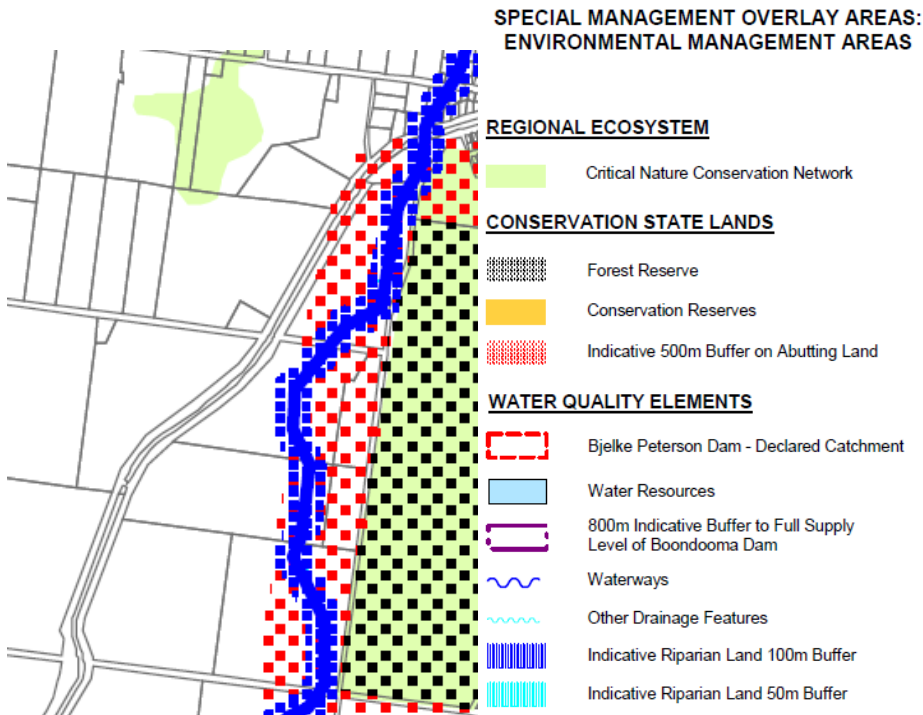 SPECIAL MANAGEMENT OVERLAY AREAS:
ENVIRONMENTAL MANAGEMENT AREAS
REGIONAL ECOSYSTEM
Critical Nature Conservation Network
CONSERVATION STATE LANDS
Forest Reserve
Conservation Reserves
Indicative 500m Buffer on Abutting Land
WATER QUALITY ELEMENTS
Bjelke Peterson Dam - Declared Catchment
Water Resources
800m Indicative Buffer to Full Supply
Level of Boondooma Dam
Waterways
Other Drainage Features
Indicative Riparian Land 100m Buffer
Indicative Riparian Land 50m Buffer